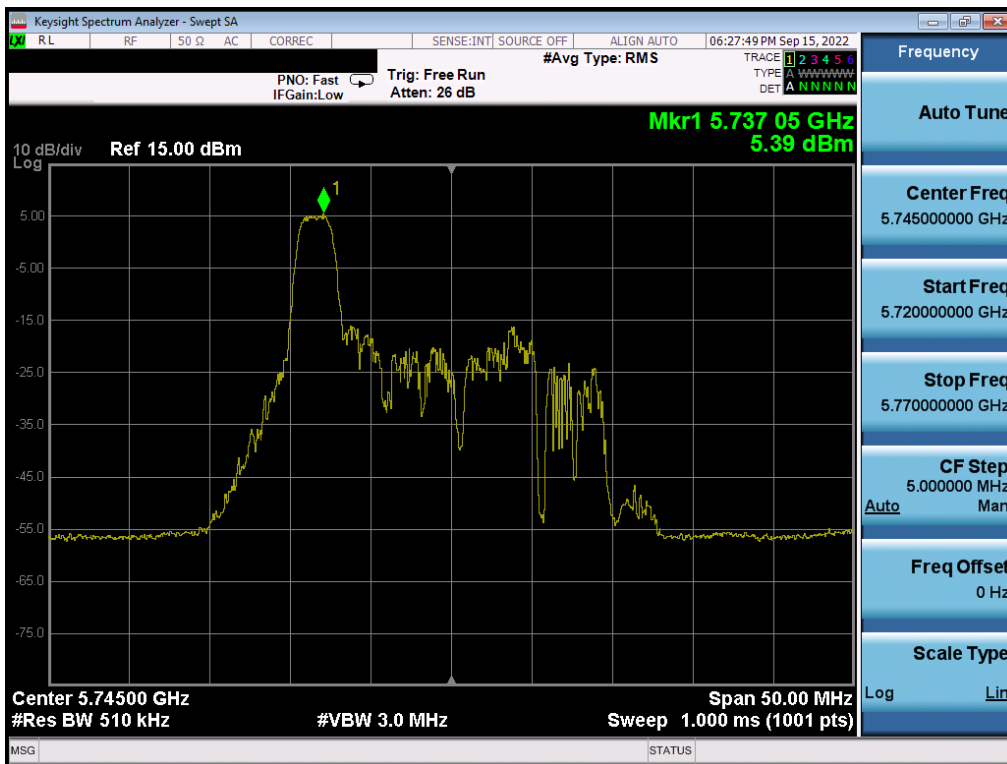 Keysight Spectrum Analyzer - Swept SA
LXI RL RF 50 Ω AC CORREC SENSE:INT SOURCE OFF ALIGN AUTO 06:27:49 PM Sep 15, 2022
#Avg Type: RMS
TRACE 1 2 3 4 5 6
PNO: Fast Trig: Free Run
TYPE A WWWWW
IFGain:Low Atten: 26 dB
DET A N N N N N
Mkr1 5.737 05 GHz
5.39 dBm
10 dB/div Ref 15.00 dBm
Log
1
5.00
-5.00
-15.0
-25.0
-35.0
-45.0
-55.0
-65.0
-75.0
Center 5.74500 GHz Span 50.00 MHz
#Res BW 510 kHz #VBW 3.0 MHz Sweep 1.000 ms (1001 pts)
MSG STATUS
Frequency
Auto Tune
Center Freq
5.745000000 GHz
Start Freq
5.720000000 GHz
Stop Freq
5.770000000 GHz
CF Step
5.000000 MHz
Auto Man
Freq Offset
0 Hz
Scale Type
Log Lin